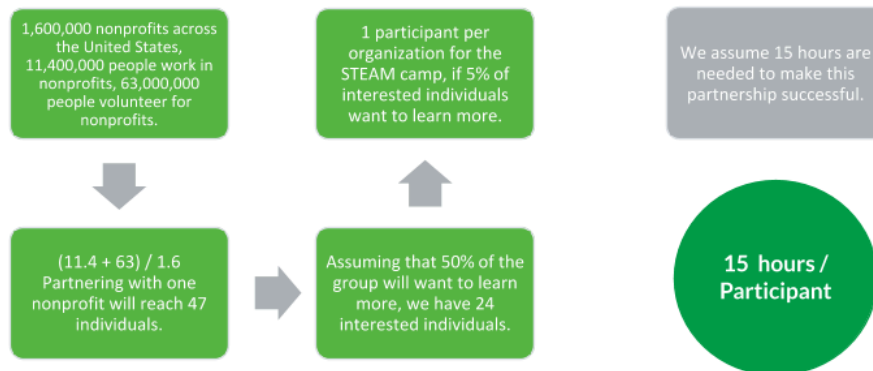 1,600,000 nonprofits across
the United States,
11,400,000 people work in
nonprofits, 63,000,000
people volunteer for
nonprofits.
(11.4 + 63) / 1.6
Partnering with one
nonprofit will reach 47
individuals.
Assuming that 50% of the
group will want to learn
more, we have 24
interested individuals.
1 participant per
organization for the
STEAM camp, if 5% of
interested individuals
want to learn more.
We assume 15 hours are
needed to make this
partnership successful.
15 hours /
Participant